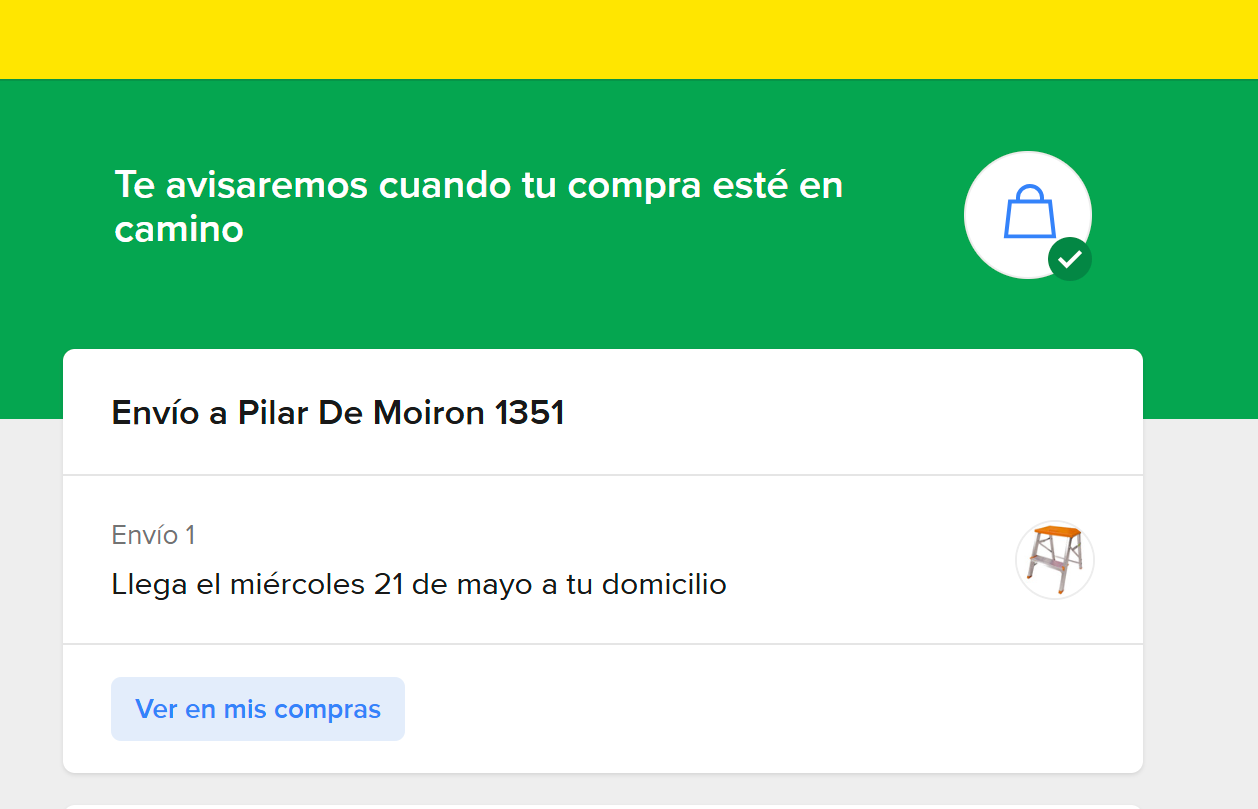 Te avisaremos cuando tu compra esté en
camino
Envío a Pilar De Moiron 1351
Envío 1
Llega el miércoles 21 de mayo a tu domicilio
Ver en mis compras